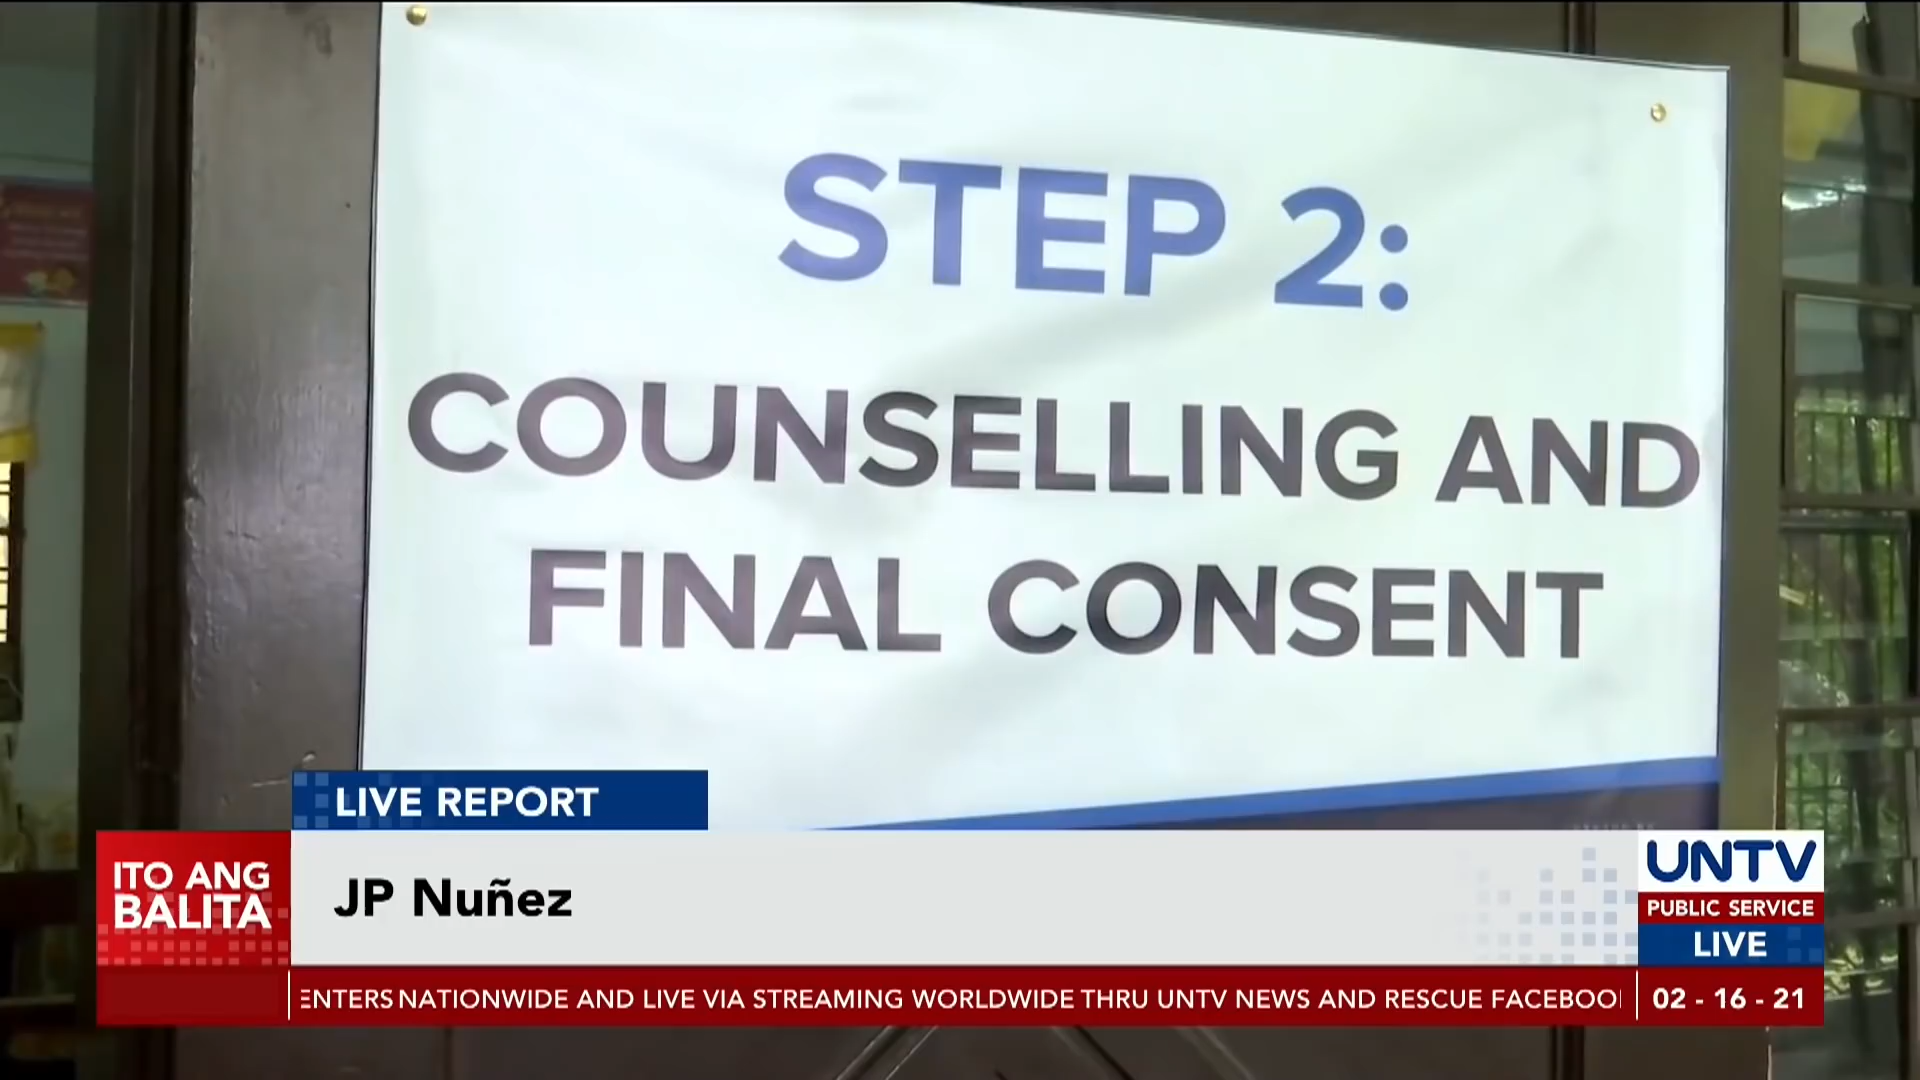 STEP 2:
COUNSELLING AND
FINAL CONSENT
LIVE REPORT
ITO ANG
BALITA
JP Nuñez
UNTV
PUBLIC SERVICE
LIVE
ENTERS NATIONWIDE AND LIVE VIA STREAMING WORLDWIDE THRU UNTV NEWS AND RESCUE FACEBOO
02 - 16 - 21